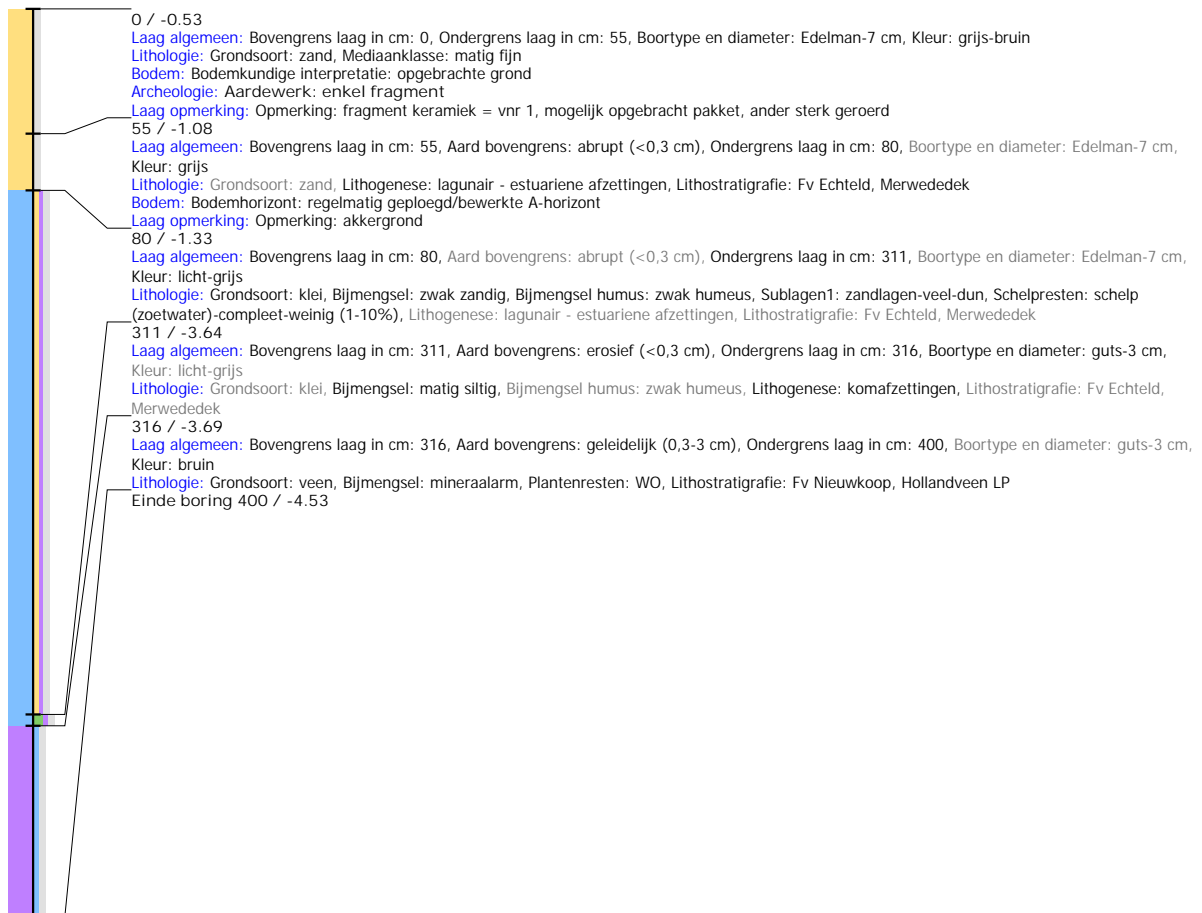 0 / -0.53
Laag algemeen: Bovengrens laag in cm: 0, Ondergrens laag in cm: 55, Boortype en diameter: Edelman-7 cm, Kleur: grijs-bruin
Lithologie: Grondsoort: zand, Mediaanklasse: matig fijn
Bodem: Bodemkundige interpretatie: opgebrachte grond
Archeologie: Aardewerk: enkel fragment
Laag opmerking: Opmerking: fragment keramiek = vnr 1, mogelijk opgebracht pakket, ander sterk geroerd
55 / -1.08
Laag algemeen: Bovengrens laag in cm: 55, Aard bovengrens: abrupt (<0,3 cm), Ondergrens laag in cm: 80, Boortype en diameter: Edelman-7 cm,
Kleur: grijs
Lithologie: Grondsoort: zand, Lithogenese: lagunair - estuariene afzettingen, Lithostratigrafie: Fv Echteld, Merwededek
Bodem: Bodemhorizont: regelmatig geploegd/bewerkte A-horizont
Laag opmerking: Opmerking: akkergrond
80 / -1.33
Laag algemeen: Bovengrens laag in cm: 80, Aard bovengrens: abrupt (<0,3 cm), Ondergrens laag in cm: 311, Boortype en diameter: Edelman-7 cm,
Kleur: licht-grijs
Lithologie: Grondsoort: klei, Bijmengsel: zwak zandig, Bijmengsel humus: zwak humeus, Sublagen1: zandlagen-veel-dun, Schelpresten: schelp
(zoetwater)-compleet-weinig (1-10%), Lithogenese: lagunair - estuariene afzettingen, Lithostratigrafie: Fv Echteld, Merwededek
311 / -3.64
Laag algemeen: Bovengrens laag in cm: 311, Aard bovengrens: erosief (<0,3 cm), Ondergrens laag in cm: 316, Boortype en diameter: guts-3 cm,
Kleur: licht-grijs
Lithologie: Grondsoort: klei, Bijmengsel: matig siltig, Bijmengsel humus: zwak humeus, Lithogenese: komafzettingen, Lithostratigrafie: Fv Echteld,
Merwededek
316 / -3.69
Laag algemeen: Bovengrens laag in cm: 316, Aard bovengrens: geleidelijk (0,3-3 cm), Ondergrens laag in cm: 400, Boortype en diameter: guts-3 cm,
Kleur: bruin
Lithologie: Grondsoort: veen, Bijmengsel: mineraalarm, Plantenresten: WO, Lithostratigrafie: Fv Nieuwkoop, Hollandveen LP
Einde boring 400 / -4.53